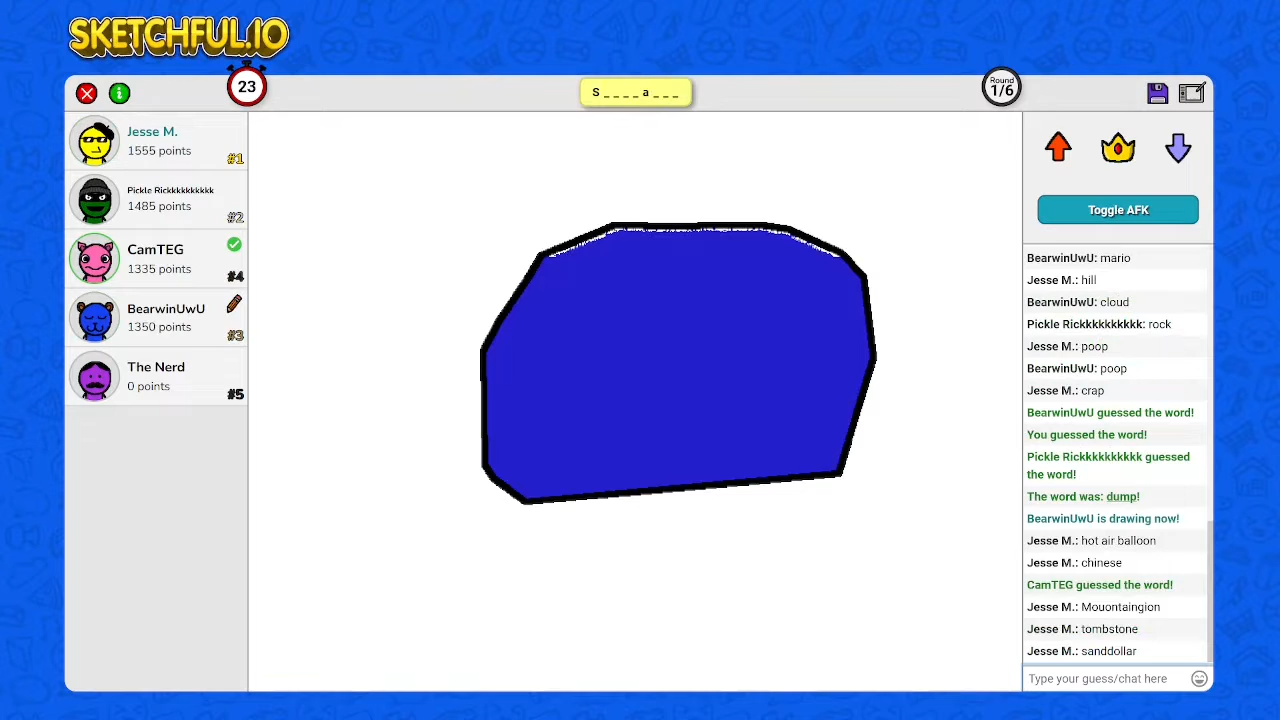 SKETCHFUL.IO
23
S _ _ _ _ a _ _ _
Round
1/6
Jesse M.
1555 points
#1
Pickle Rickkkkkkkkkk
1485 points
#2
CamTEG
1335 points
#4
BearwinUwU
1350 points
#3
The Nerd
0 points
#5
Toggle AFK
BearwinUwU: mario
Jesse M.: hill
BearwinUwU: cloud
Pickle Rickkkkkkkkkk: rock
Jesse M.: poop
BearwinUwU: poop
Jesse M.: crap
BearwinUwU guessed the word!
You guessed the word!
Pickle Rickkkkkkkkkk guessed
the word!
The word was: dump!
BearwinUwU is drawing now!
Jesse M.: hot air balloon
Jesse M.: chinese
CamTEG guessed the word!
Jesse M.: Mouontaingion
Jesse M.: tombstone
Jesse M.: sanddollar
Type your guess/chat here